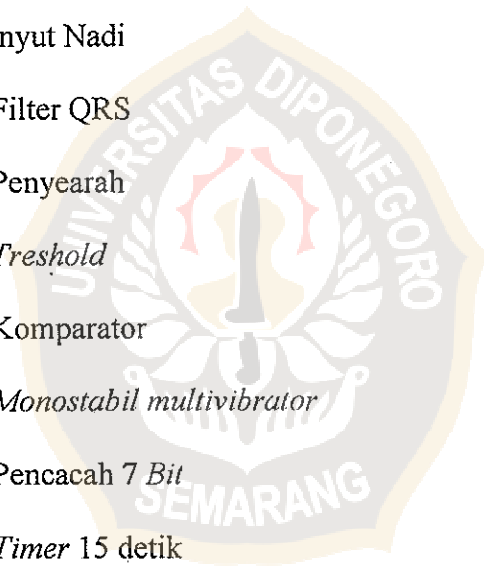 nyut Nadi
Filter QRS
Penyearah
Treshold
Komparator
Monostabil multivibrator
Pencacah 7 Bit
Timer 15 detik
UNIVERSITAS DIPONEGORO
SEMARANG